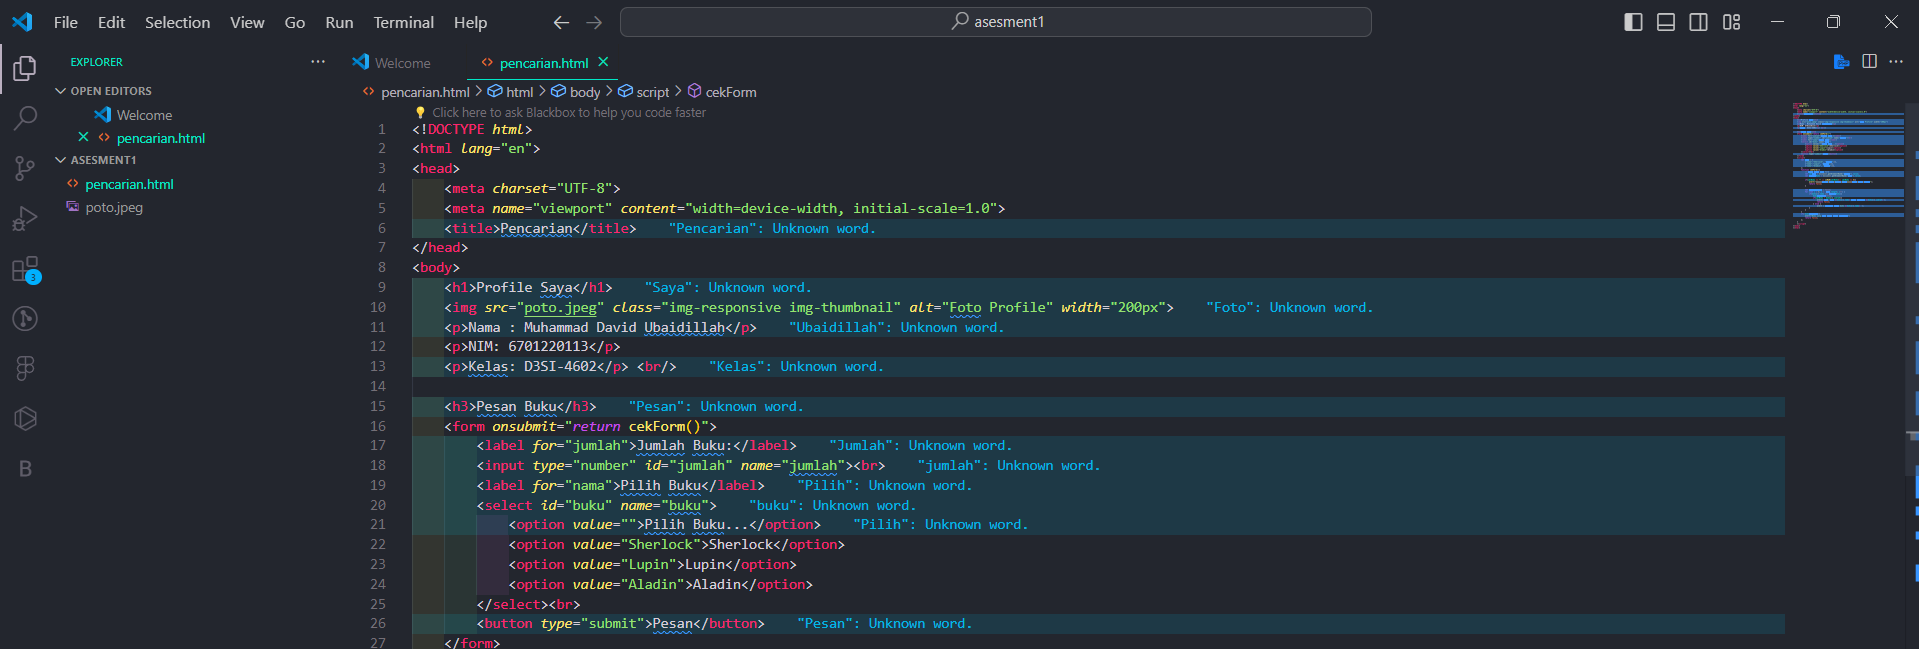 File Edit Selection View Go Run Terminal Help
asesment1
EXPLORER
OPEN EDITORS
Welcome
pencarian.html
ASESMENT1
pencarian.html
poto.jpeg
3
B
Welcome
pencarian.html
pencarian.html > html > body > script > cekForm
Click here to ask Blackbox to help you code faster
1 <!DOCTYPE html>
2 <html lang="en">
3 <head>
4 <meta charset="UTF-8">
5 <meta name="viewport" content="width=device-width, initial-scale=1.0">
6 <title>Pencarian</title> "Pencarian": Unknown word.
7 </head>
8 <body>
9 <h1>Profile Saya</h1> "Saya": Unknown word.
10 <img src="poto.jpeg" class="img-responsive img-thumbnail" alt="Foto Profile" width="200px"> "Foto": Unknown word.
11 <p>Nama : Muhammad David Ubaidillah</p> "Ubaidillah": Unknown word.
12 <p>NIM: 6701220113</p>
13 <p>Kelas: D3SI-4602</p> <br/> "Kelas": Unknown word.
14
15 <h3>Pesan Buku</h3> "Pesan": Unknown word.
16 <form onsubmit="return cekForm()">
17 <label for="jumlah">Jumlah Buku:</label> "Jumlah": Unknown word.
18 <input type="number" id="jumlah" name="jumlah"><br> "jumlah": Unknown word.
19 <label for="nama">Pilih Buku</label> "Pilih": Unknown word.
20 <select id="buku" name="buku"> "buku": Unknown word.
21 <option value="">Pilih Buku...</option> "Pilih": Unknown word.
22 <option value="Sherlock">Sherlock</option>
23 <option value="Lupin">Lupin</option>
24 <option value="Aladin">Aladin</option>
25 </select><br>
26 <button type="submit">Pesan</button> "Pesan": Unknown word.
27 </form>